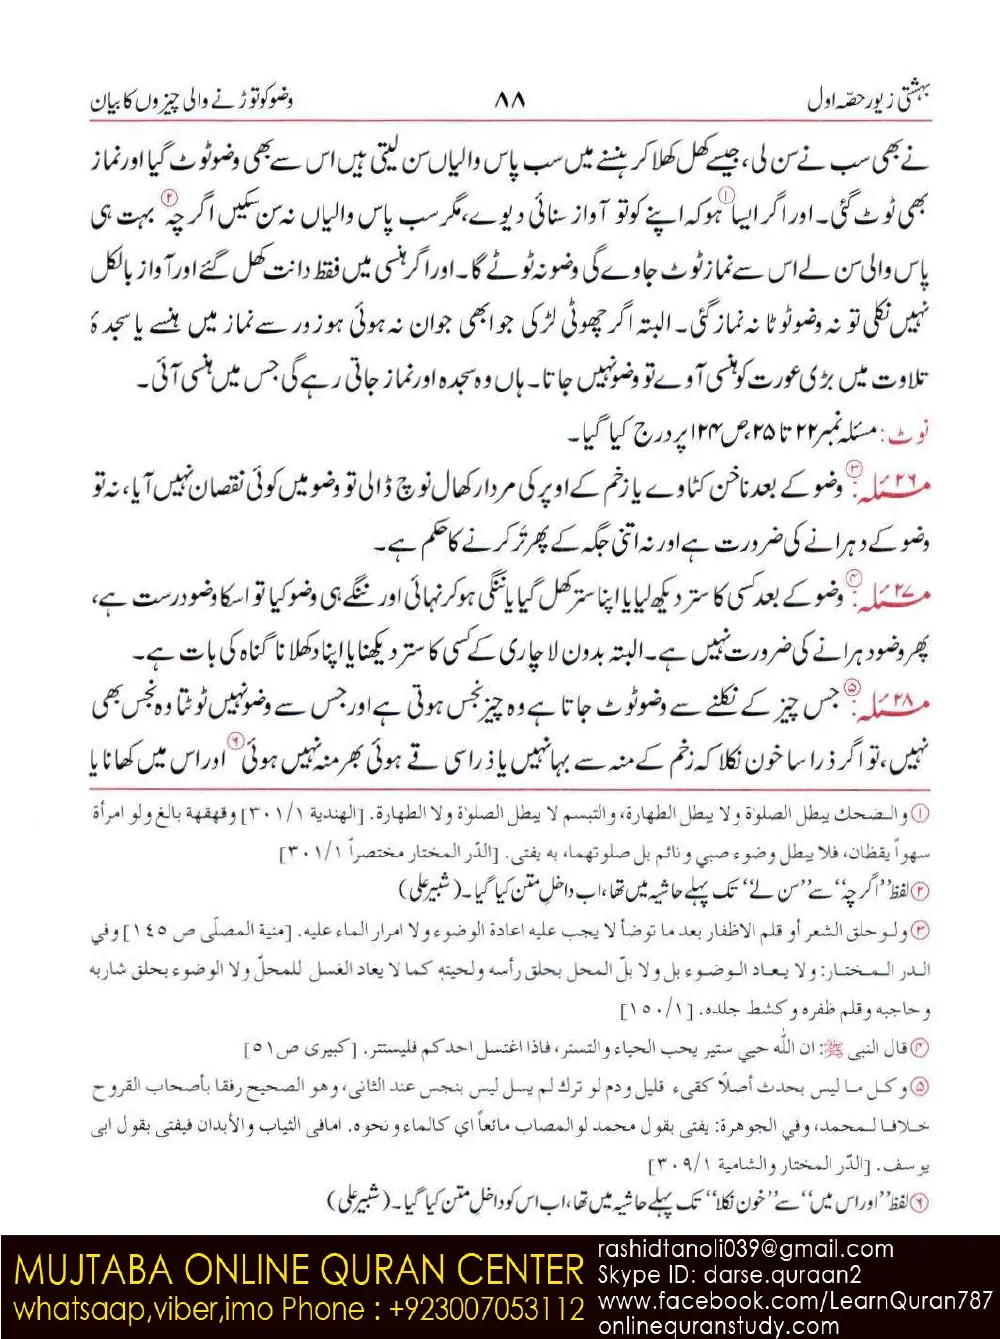 بہشتی زیور حصّہ اول ۸۸ وضو کو توڑنے والی چیزوں کا بیان
نے بھی سب نے سن لی، جیسے کھل کھلا کر ہنسنے میں سب پاس والیاں سن لیتی ہیں اس سے بھی وضو ٹوٹ گیا اور نماز
بھی ٹوٹ گئی۔ اور اگر ایسا ① ہو کہ اپنے کو تو آواز سنائی دیوے، مگر سب پاس والیاں نہ سن سکیں اگرچہ ② بہت ہی
پاس والی سن لے اس سے نماز ٹوٹ جاوے گی وضو نہ ٹوٹے گا۔ اور اگر ہنسی میں فقط دانت کھل گئے اور آواز بالکل
نہیں نکلی تو نہ وضو ٹوٹا نہ نماز گئی۔ البتہ اگر چھوٹی لڑکی جو ابھی جوان نہ ہوئی ہو زور سے نماز میں ہنسے یا سجدۂ
تلاوت میں بڑی عورت کو ہنسی آوے تو وضو نہیں جاتا۔ ہاں وہ سجدہ اور نماز جاتی رہے گی جس میں ہنسی آئی۔
نوٹ: مسئلہ نمبر ۲۲ تا ۲۵، ص ۱۲۴ پر درج کیا گیا۔
مسئلہ ۲۶: ③ وضو کے بعد ناخن کٹاوے یا زخم کے اوپر کی مردار کھال نوچ ڈالی تو وضو میں کوئی نقصان نہیں آیا، نہ تو
وضو کے دہرانے کی ضرورت ہے اور نہ اتنی جگہ کے پھر تر کرنے کا حکم ہے۔
مسئلہ ۲۷: ④ وضو کے بعد کسی کا ستر دیکھ لیا یا اپنا ستر کھل گیا یا ننگی ہو کر نہائی اور ننگے ہی وضو کیا تو اسکا وضو درست ہے،
پھر وضو دہرانے کی ضرورت نہیں ہے۔ البتہ بدون لاچاری کے کسی کا ستر دیکھنا یا اپنا دکھلانا گناہ کی بات ہے۔
مسئلہ ۲۸: ⑤ جس چیز کے نکلنے سے وضو ٹوٹ جاتا ہے وہ چیز نجس ہوتی ہے اور جس سے وضو نہیں ٹوٹتا وہ نجس بھی
نہیں، تو اگر ذرا سا خون نکلا کہ زخم کے منہ سے بہا نہیں یا ذرا سی قے ہوئی بھر منہ نہیں ہوئی ⑥ اور اس میں کھانا یا
① والضحك يبطل الصلوٰة ولا يبطل الطهارة، والتبسم لا يبطل الصلوٰة ولا الطهارة. [الهندية ٣٠١/١] وقهقهة بالغ ولو امرأة
سهواً يقظان، فلا يبطل وضوء صبي ونائم بل صلوتهما، به يفتى. [الدّر المختار مختصراً ٣٠١/١]
② لفظ ”اگرچہ“ سے ”سن لے“ تک پہلے حاشیہ میں تھا، اب داخلِ متن کیا گیا۔ (شبیر علی)
③ ولو حلق الشعر أو قلم الاظفار بعد ما توضأ لا يجب عليه اعادة الوضوء ولا امرار الماء عليه. [منية المصلّى ص ١٤٥] وفي
الدر المختار: ولا يعاد الوضوء بل ولا بلّ المحل بحلق رأسه ولحيته كما لا يعاد الغسل للمحلّ ولا الوضوء بحلق شاربه
وحاجبه وقلم ظفره وكشط جلده. [١٥٠/١]
④ قال النبى ﷺ: ان الله حيي ستير يحب الحياء والتستر، فاذا اغتسل احدكم فليستتر. [كبيرى ص ٥١]
⑤ وكل ما ليس بحدث أصلًا كقىء قليل ودم لو ترك لم يسل ليس بنجس عند الثانى، وهو الصحيح رفقا بأصحاب القروح
خلافا لمحمد، وفي الجوهرة: يفتى بقول محمد لو المصاب مائعاً اي كالماء ونحوه. امافى الثياب والأبدان فيفتى بقول ابى
يوسف. [الدّر المختار والشامية ٣٠٩/١]
⑥ لفظ ”اور اس میں“ سے ”خون نکلا“ تک پہلے حاشیہ میں تھا، اب اس کو داخلِ متن کیا گیا۔ (شبیر علی)
MUJTABA ONLINE QURAN CENTER
whatsaap,viber,imo Phone : +923007053112
rashidtanoli039@gmail.com
Skype ID: darse.quraan2
www.facebook.com/LearnQuran787
onlinequranstudy.com